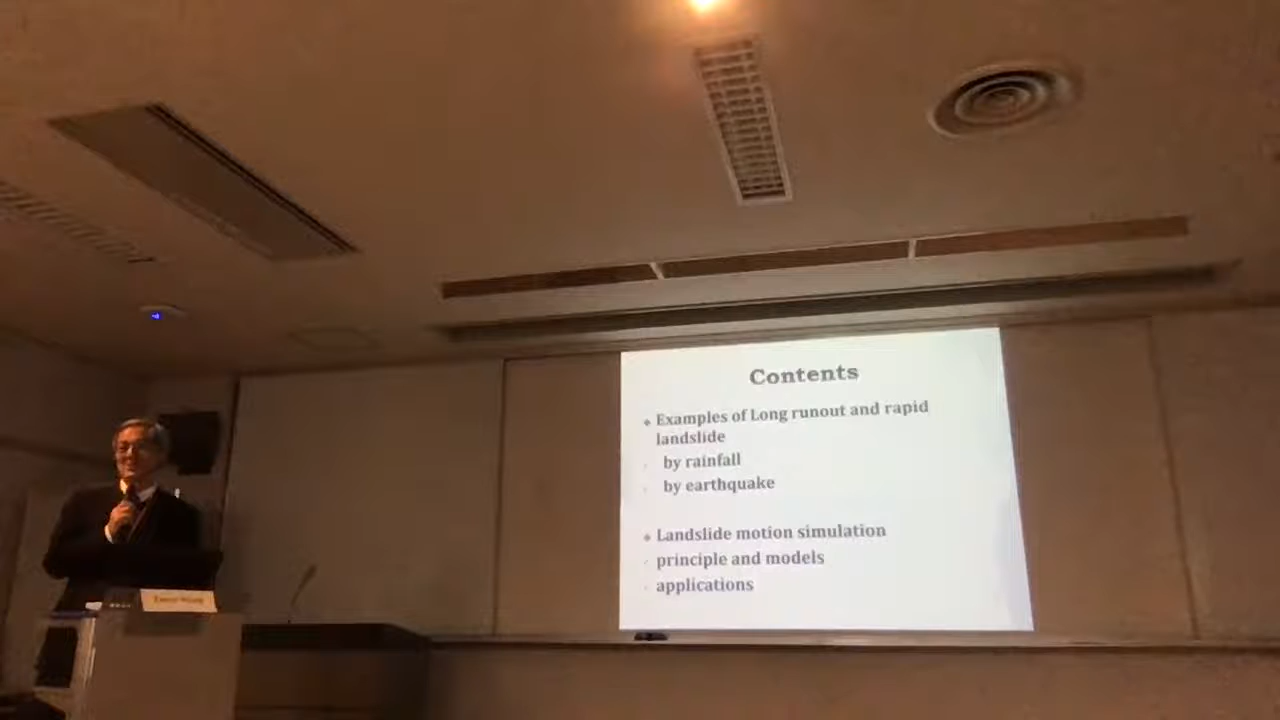 Contents
Examples of Long runout and rapid
landslide
by rainfall
by earthquake
Landslide motion simulation
principle and models
applications